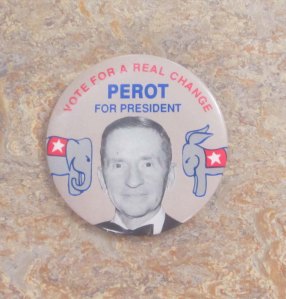 VOTE FOR A REAL CHANGE
PEROT
FOR PRESIDENT